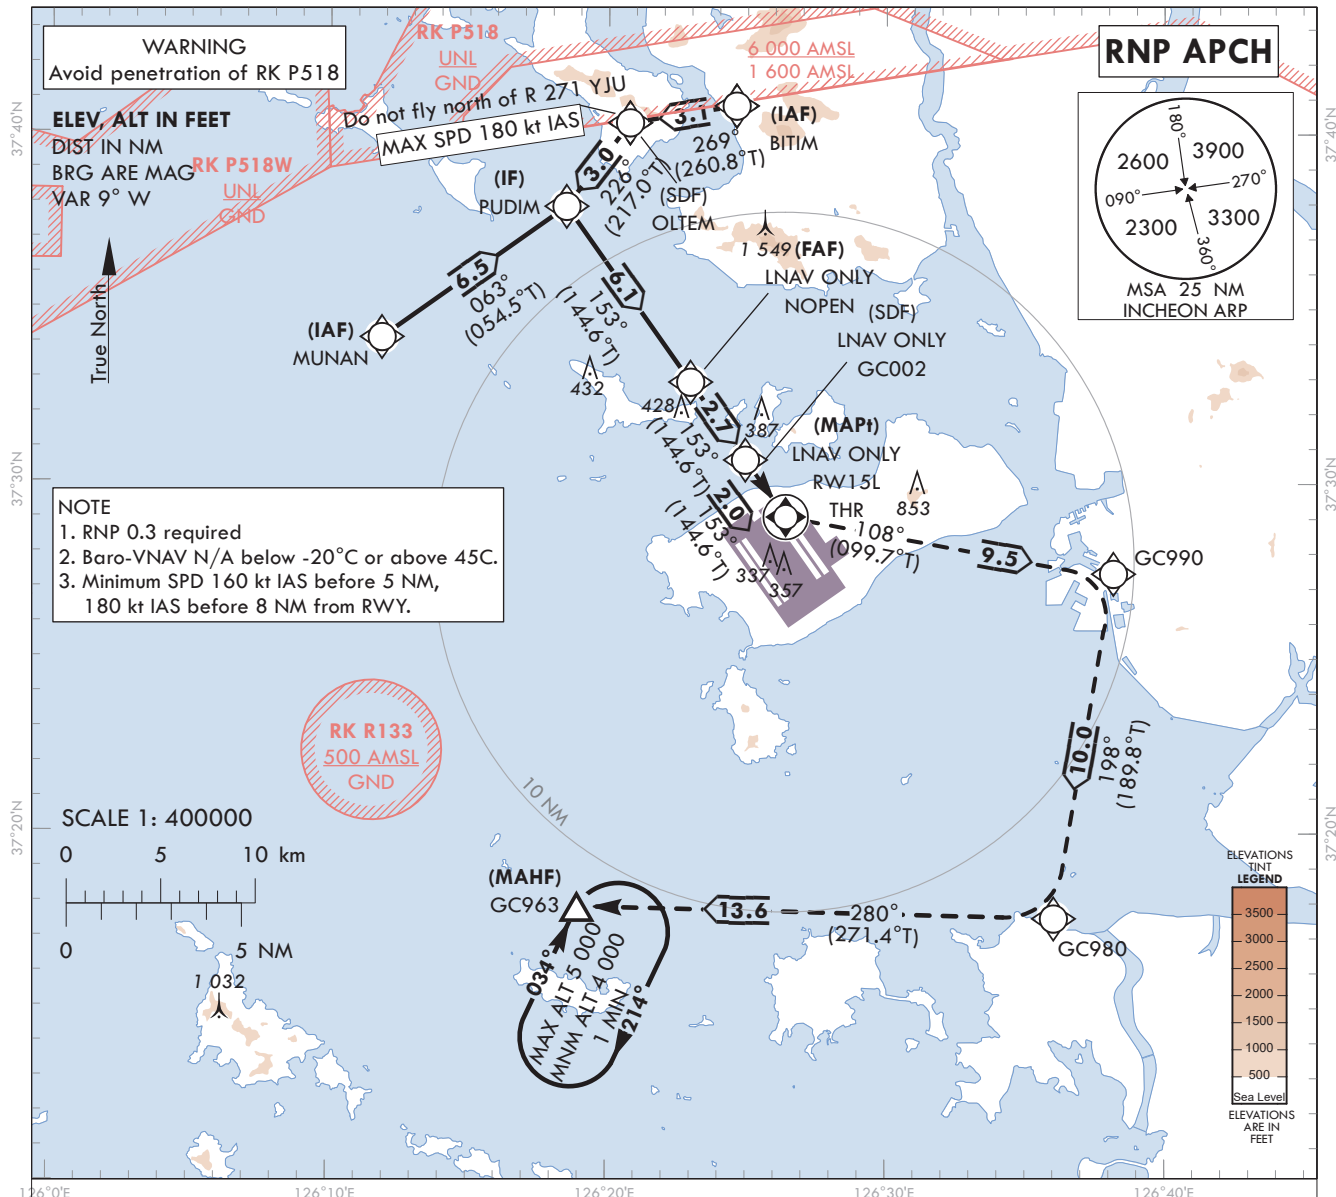 WARNING
Avoid penetration of RK P518
RK P518
UNL
GND
6 000 AMSL
1 600 AMSL
RNP APCH
ELEV, ALT IN FEET
DIST IN NM
BRG ARE MAG
VAR 9° W
RK P518W
UNL
GND
True North
Do not fly north of R 271 YJU
MAX SPD 180 kt IAS
3.1
269°
(260.8°T)
(IAF)
BITIM
3.0
226°
(217.0°T)
(SDF)
OLTEM
(IF)
PUDIM
6.5
063°
(054.5°T)
(IAF)
MUNAN
6.1
153°
(144.6°T)
1 549
(FAF)
LNAV ONLY
NOPEN
(SDF)
LNAV ONLY
GC002
180°
2600
3900
090°
270°
2300
3300
360°
MSA 25 NM
INCHEON ARP
432
428
2.7
153°
(144.6°T)
387
(MAPt)
LNAV ONLY
RW15L
THR
853
2.0
153°
(144.6°T)
337
357
108°
(099.7°T)
9.5
GC990
NOTE
1. RNP 0.3 required
2. Baro-VNAV N/A below -20°C or above 45C.
3. Minimum SPD 160 kt IAS before 5 NM,
180 kt IAS before 8 NM from RWY.
RK R133
500 AMSL
GND
10 NM
10.0
198°
(189.8°T)
SCALE 1: 400000
0 5 10 km
0 5 NM
(MAHF)
GC963
13.6
280°
(271.4°T)
GC980
034°
MAX ALT 5 000
MNM ALT 4 000
1 MIN
214°
1 032
ELEVATIONS
TINT
LEGEND
3500
3000
2500
2000
1500
1000
500
Sea Level
ELEVATIONS
ARE IN
FEET
37°40'N
37°40'N
37°30'N
37°30'N
37°20'N
37°20'N
126°0'E
126°10'E
126°20'E
126°30'E
126°40'E